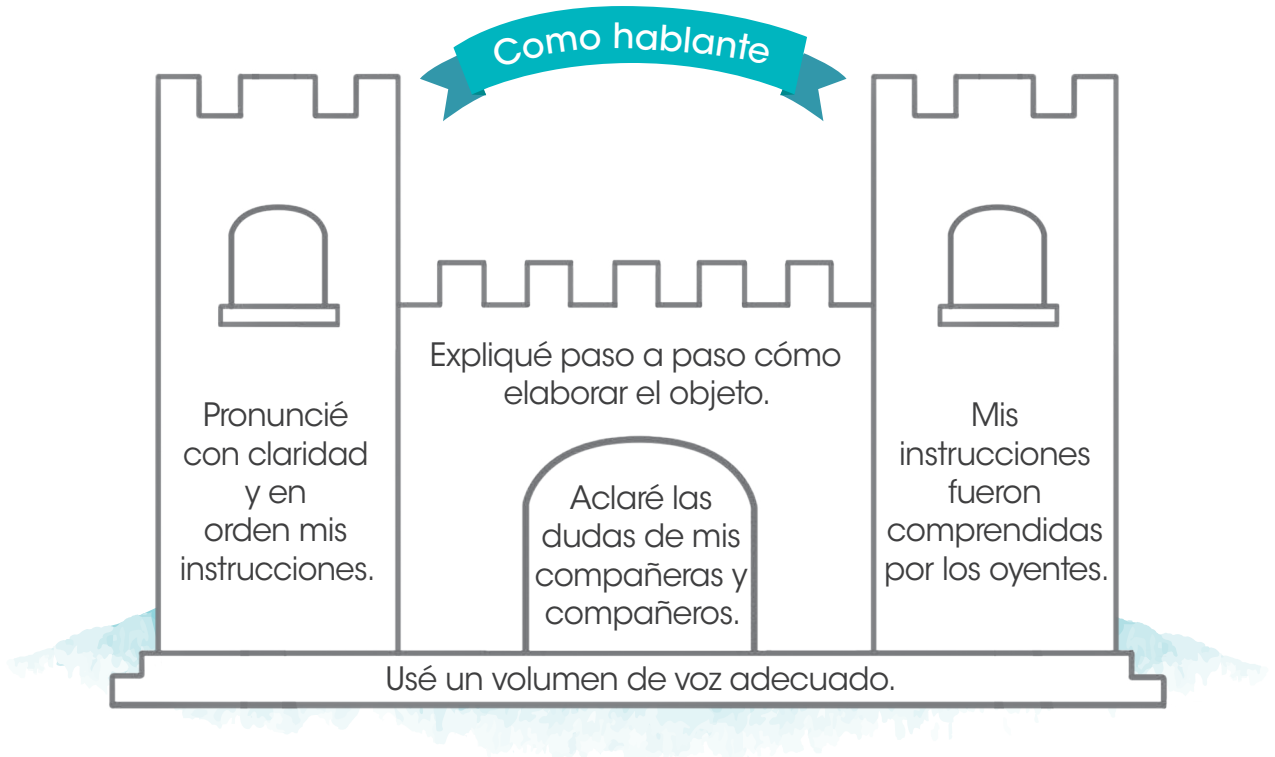 Como hablante
Expliqué paso a paso cómo
elaborar el objeto.
Pronuncié
con claridad
y en
orden mis
instrucciones.
Aclaré las
dudas de mis
compañeras y
compañeros.
Mis
instrucciones
fueron
comprendidas
por los oyentes.
Usé un volumen de voz adecuado.